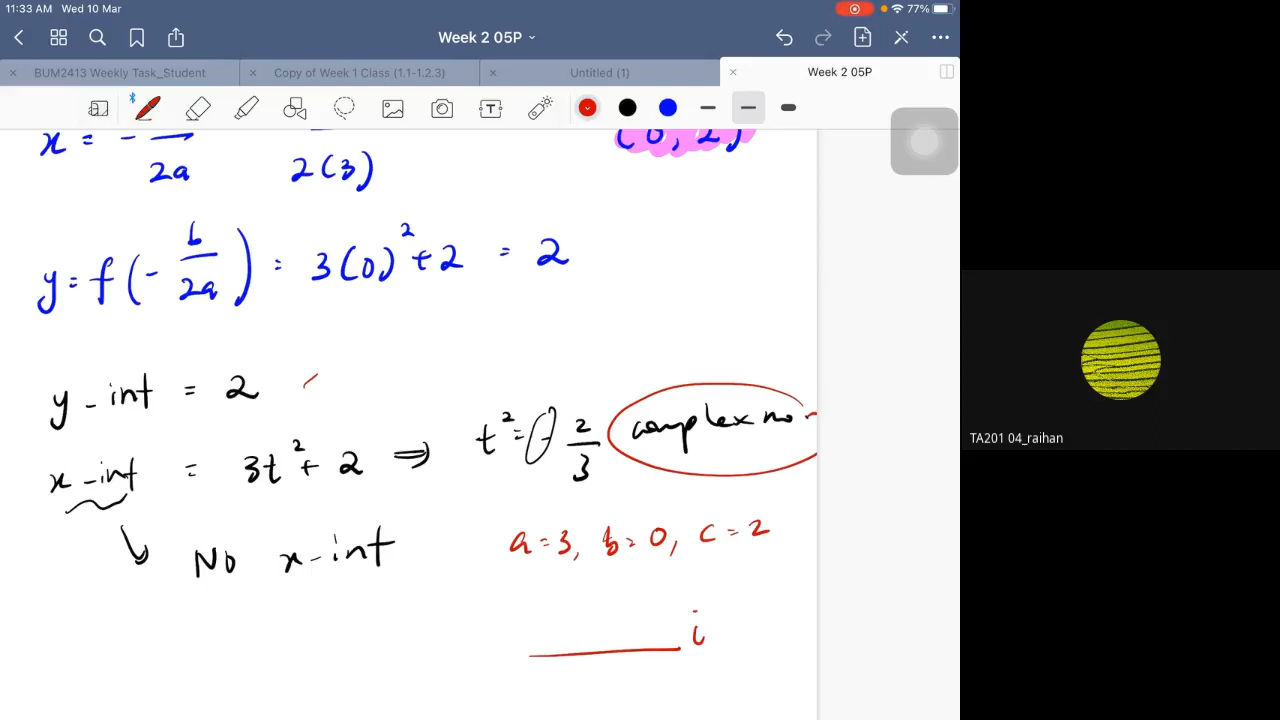 11:33 AM Wed 10 Mar 77%
Week 2 05P
BUM2413 Weekly Task_Student
Copy of Week 1 Class (1.1-1.2.3)
Untitled (1)
Week 2 05P
x = - / 2a 2(3) (0, 2)
y = f(- b/2a) = 3(0)² + 2 = 2
y-int = 2
x-int = 3t² + 2 ⇒ t² = - 2/3 complex no.
↳ No x-int
a = 3, b = 0, c = 2
i
TA201 04_raihan